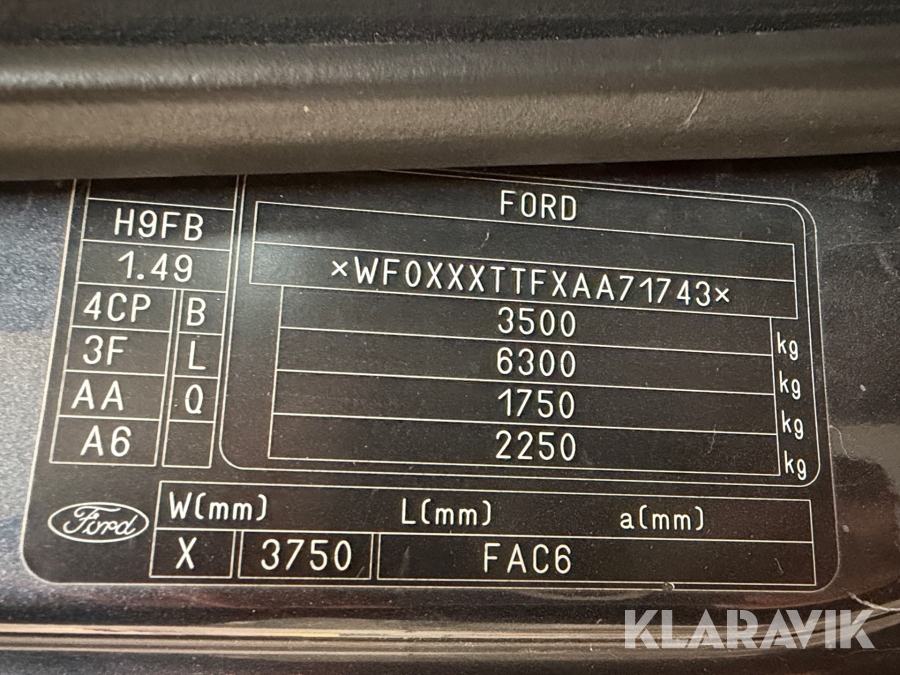 FORD
H9FB
×WF0XXXTTFXAA71743×
1.49
3500 kg
4CP B
6300 kg
3F L
1750 kg
AA Q
2250 kg
A6
Ford
W(mm) L(mm) a(mm)
X 3750 FAC6
KLARAVIK